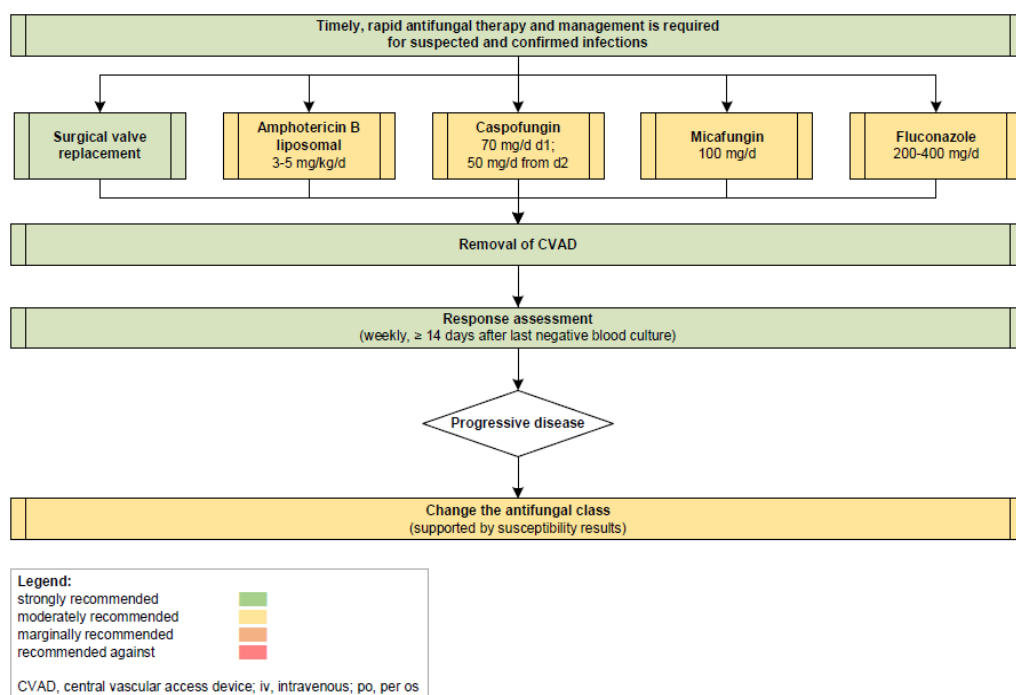 Timely, rapid antifungal therapy and management is required
for suspected and confirmed infections
Surgical valve
replacement
Amphotericin B
liposomal
3-5 mg/kg/d
Caspofungin
70 mg/d d1;
50 mg/d from d2
Micafungin
100 mg/d
Fluconazole
200-400 mg/d
Removal of CVAD
Response assessment
(weekly, ≥ 14 days after last negative blood culture)
Progressive disease
Change the antifungal class
(supported by susceptibility results)
Legend:
strongly recommended
moderately recommended
marginally recommended
recommended against
CVAD, central vascular access device; iv, intravenous; po, per os